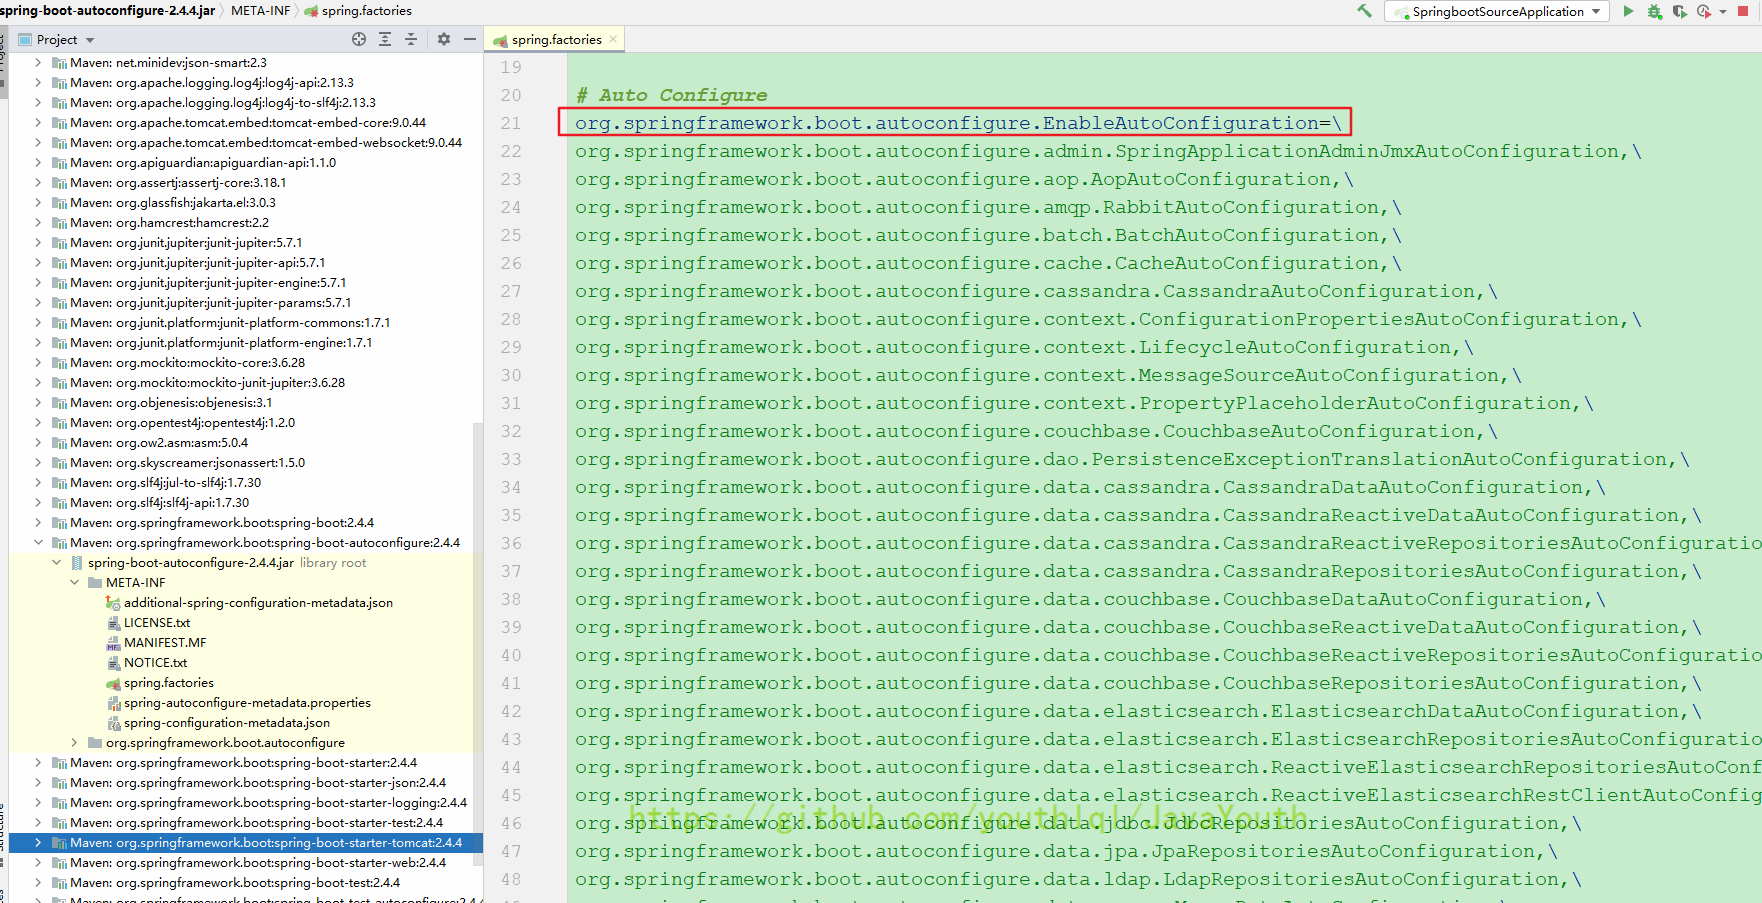 spring-boot-autoconfigure-2.4.4.jar META-INF spring.factories
SpringbootSourceApplication
Project
spring.factories
Maven: net.minidev:json-smart:2.3
Maven: org.apache.logging.log4j:log4j-api:2.13.3
Maven: org.apache.logging.log4j:log4j-to-slf4j:2.13.3
Maven: org.apache.tomcat.embed:tomcat-embed-core:9.0.44
Maven: org.apache.tomcat.embed:tomcat-embed-websocket:9.0.44
Maven: org.apiguardian:apiguardian-api:1.1.0
Maven: org.assertj:assertj-core:3.18.1
Maven: org.glassfish:jakarta.el:3.0.3
Maven: org.hamcrest:hamcrest:2.2
Maven: org.junit.jupiter:junit-jupiter:5.7.1
Maven: org.junit.jupiter:junit-jupiter-api:5.7.1
Maven: org.junit.jupiter:junit-jupiter-engine:5.7.1
Maven: org.junit.jupiter:junit-jupiter-params:5.7.1
Maven: org.junit.platform:junit-platform-commons:1.7.1
Maven: org.junit.platform:junit-platform-engine:1.7.1
Maven: org.mockito:mockito-core:3.6.28
Maven: org.mockito:mockito-junit-jupiter:3.6.28
Maven: org.objenesis:objenesis:3.1
Maven: org.opentest4j:opentest4j:1.2.0
Maven: org.ow2.asm:asm:5.0.4
Maven: org.skyscreamer:jsonassert:1.5.0
Maven: org.slf4j:jul-to-slf4j:1.7.30
Maven: org.slf4j:slf4j-api:1.7.30
Maven: org.springframework.boot:spring-boot:2.4.4
Maven: org.springframework.boot:spring-boot-autoconfigure:2.4.4
spring-boot-autoconfigure-2.4.4.jar library root
META-INF
additional-spring-configuration-metadata.json
LICENSE.txt
MANIFEST.MF
NOTICE.txt
spring.factories
spring-autoconfigure-metadata.properties
spring-configuration-metadata.json
org.springframework.boot.autoconfigure
Maven: org.springframework.boot:spring-boot-starter:2.4.4
Maven: org.springframework.boot:spring-boot-starter-json:2.4.4
Maven: org.springframework.boot:spring-boot-starter-logging:2.4.4
Maven: org.springframework.boot:spring-boot-starter-test:2.4.4
Maven: org.springframework.boot:spring-boot-starter-tomcat:2.4.4
Maven: org.springframework.boot:spring-boot-starter-web:2.4.4
Maven: org.springframework.boot:spring-boot-test:2.4.4
19
20 # Auto Configure
21 org.springframework.boot.autoconfigure.EnableAutoConfiguration=\
22 org.springframework.boot.autoconfigure.admin.SpringApplicationAdminJmxAutoConfiguration,\
23 org.springframework.boot.autoconfigure.aop.AopAutoConfiguration,\
24 org.springframework.boot.autoconfigure.amqp.RabbitAutoConfiguration,\
25 org.springframework.boot.autoconfigure.batch.BatchAutoConfiguration,\
26 org.springframework.boot.autoconfigure.cache.CacheAutoConfiguration,\
27 org.springframework.boot.autoconfigure.cassandra.CassandraAutoConfiguration,\
28 org.springframework.boot.autoconfigure.context.ConfigurationPropertiesAutoConfiguration,\
29 org.springframework.boot.autoconfigure.context.LifecycleAutoConfiguration,\
30 org.springframework.boot.autoconfigure.context.MessageSourceAutoConfiguration,\
31 org.springframework.boot.autoconfigure.context.PropertyPlaceholderAutoConfiguration,\
32 org.springframework.boot.autoconfigure.couchbase.CouchbaseAutoConfiguration,\
33 org.springframework.boot.autoconfigure.dao.PersistenceExceptionTranslationAutoConfiguration,\
34 org.springframework.boot.autoconfigure.data.cassandra.CassandraDataAutoConfiguration,\
35 org.springframework.boot.autoconfigure.data.cassandra.CassandraReactiveDataAutoConfiguration,\
36 org.springframework.boot.autoconfigure.data.cassandra.CassandraReactiveRepositoriesAutoConfiguratio
37 org.springframework.boot.autoconfigure.data.cassandra.CassandraRepositoriesAutoConfiguration,\
38 org.springframework.boot.autoconfigure.data.couchbase.CouchbaseDataAutoConfiguration,\
39 org.springframework.boot.autoconfigure.data.couchbase.CouchbaseReactiveDataAutoConfiguration,\
40 org.springframework.boot.autoconfigure.data.couchbase.CouchbaseReactiveRepositoriesAutoConfiguratio
41 org.springframework.boot.autoconfigure.data.couchbase.CouchbaseRepositoriesAutoConfiguration,\
42 org.springframework.boot.autoconfigure.data.elasticsearch.ElasticsearchDataAutoConfiguration,\
43 org.springframework.boot.autoconfigure.data.elasticsearch.ElasticsearchRepositoriesAutoConfiguratio
44 org.springframework.boot.autoconfigure.data.elasticsearch.ReactiveElasticsearchRepositoriesAutoConf
45 org.springframework.boot.autoconfigure.data.elasticsearch.ReactiveElasticsearchRestClientAutoConfig
https://github.com/youthlql/JavaYouth
46 org.springframework.boot.autoconfigure.data.jdbc.JdbcRepositoriesAutoConfiguration,\
47 org.springframework.boot.autoconfigure.data.jpa.JpaRepositoriesAutoConfiguration,\
48 org.springframework.boot.autoconfigure.data.ldap.LdapRepositoriesAutoConfiguration,\